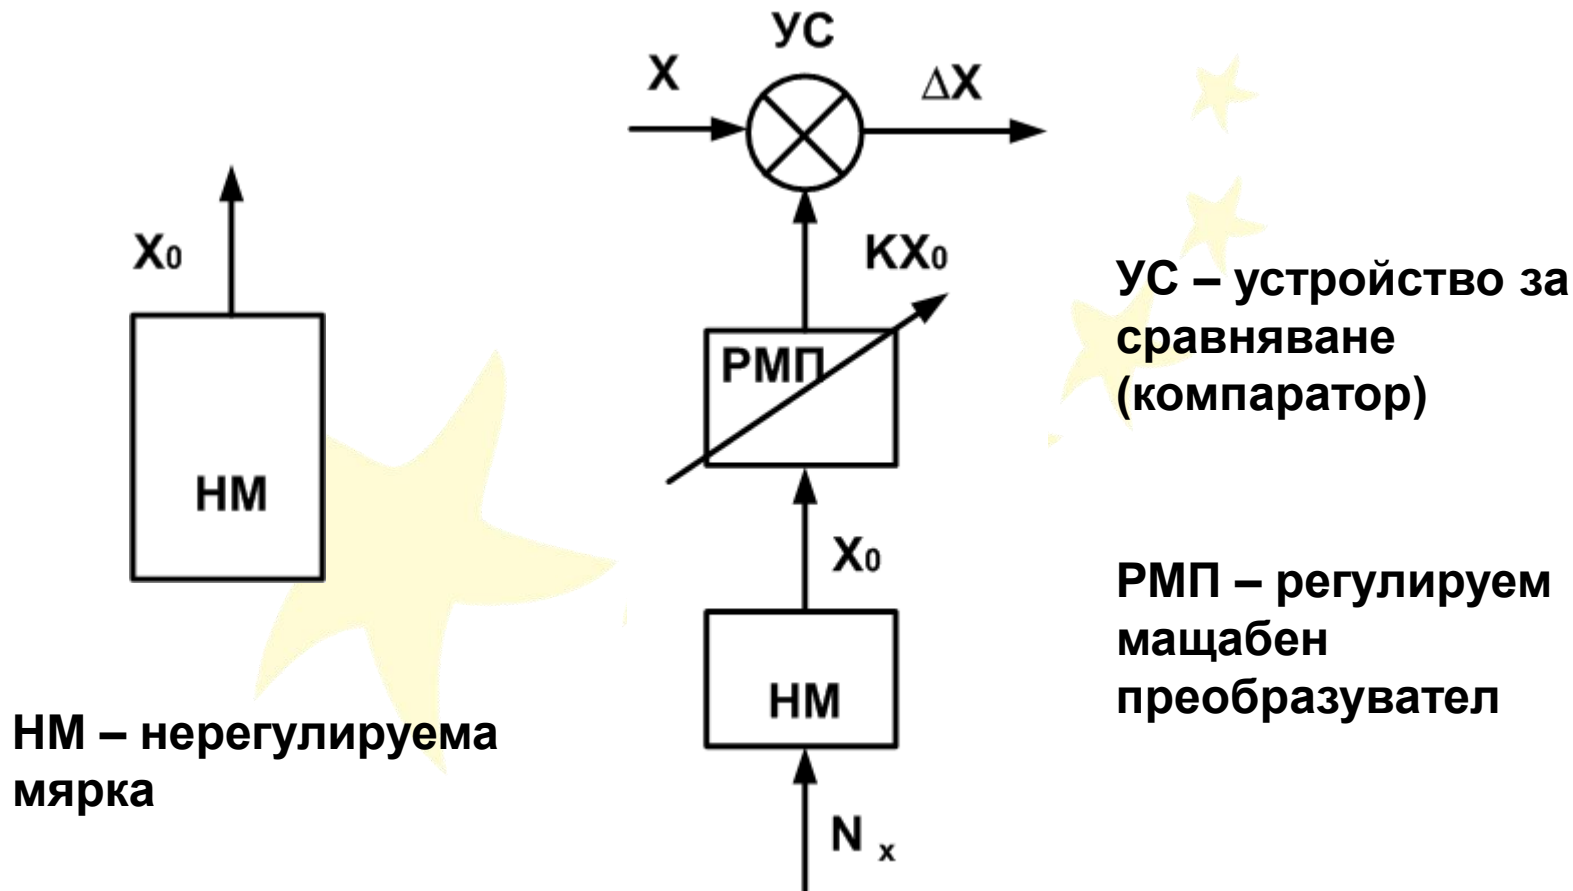 УС
X
ΔX
X₀
KX₀
УС – устройство за
сравняване
(компаратор)
РМП
НМ
X₀
РМП – регулируем
мащабен
преобразувател
НМ
НМ – нерегулируема
мярка
N x